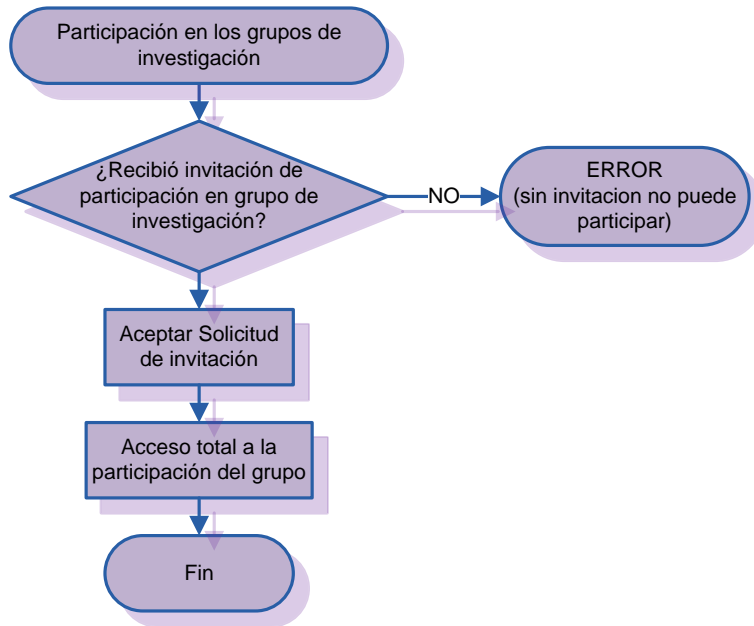 Participación en los grupos de
investigación
¿Recibió invitación de
participación en grupo de
investigación?
NO
ERROR
(sin invitacion no puede
participar)
Aceptar Solicitud
de invitación
Acceso total a la
participación del grupo
Fin